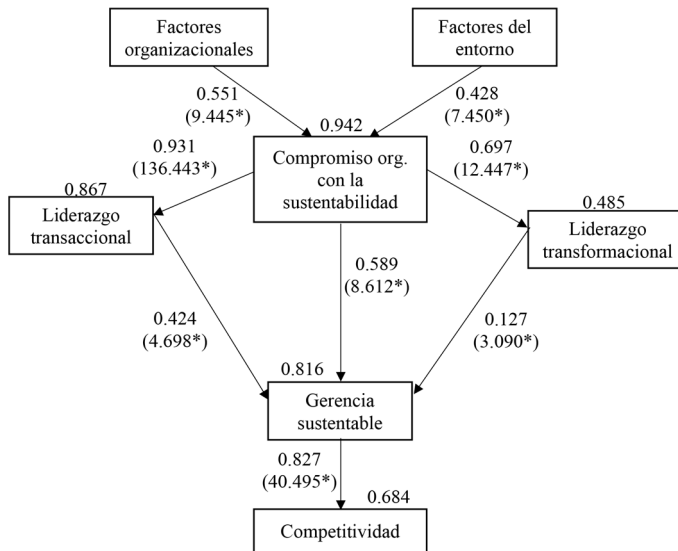 Factores
organizacionales
Factores del
entorno
0.551
(9.445*)
0.428
(7.450*)
0.942
0.931
(136.443*)
Compromiso org.
con la
sustentabilidad
0.697
(12.447*)
0.867
Liderazgo
transaccional
0.485
Liderazgo
transformacional
0.589
(8.612*)
0.424
(4.698*)
0.127
(3.090*)
0.816
Gerencia
sustentable
0.827
(40.495*)
0.684
Competitividad